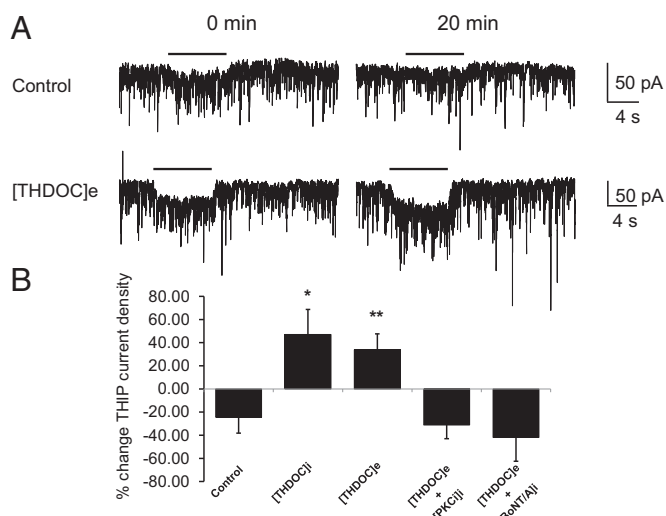 A
0 min
20 min
Control
50 pA
4 s
[THDOC]e
50 pA
4 s
B
% change THIP current density
80.00
60.00
40.00
20.00
0.00
-20.00
-40.00
-60.00
-80.00
*
**
Control
[THDOC]i
[THDOC]e
[THDOC]e
+
[PKCi]i
[THDOC]e
+
BoNT/A]i